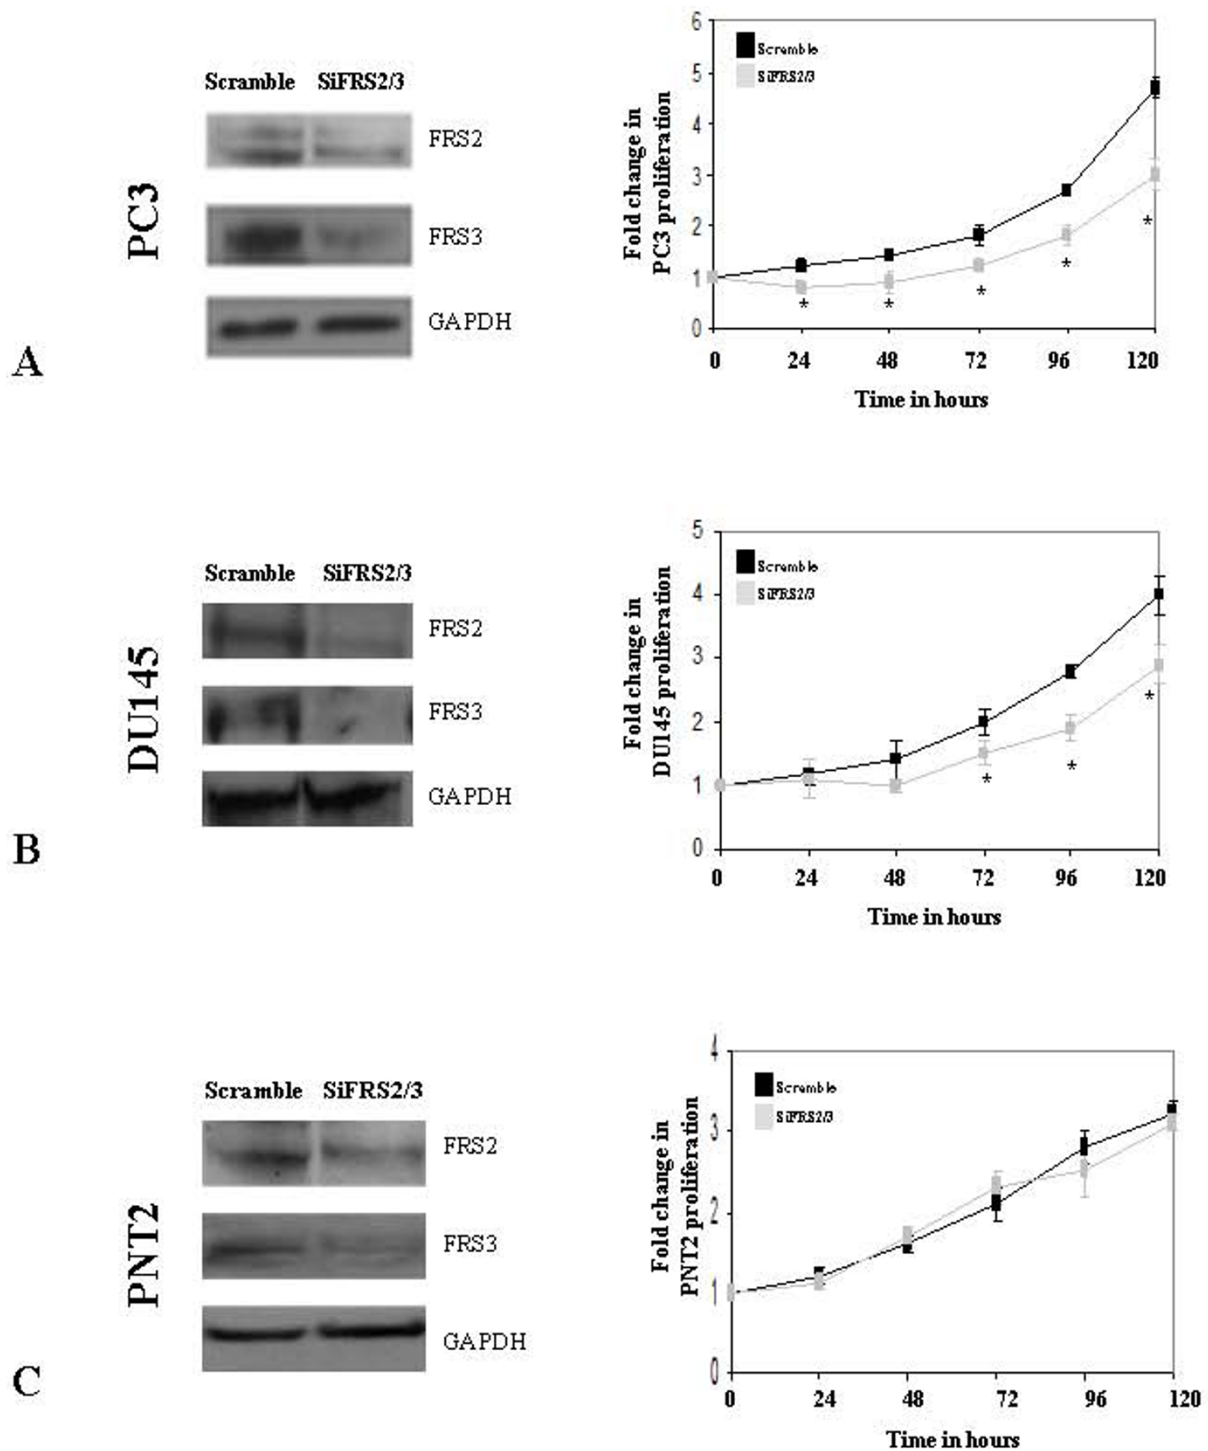 Scramble SiFRS2/3
FRS2
FRS3
GAPDH
PC3
A
6
5
4
3
2
1
0
Scramble
SiFRS2/3
Fold change in
PC3 proliferation
* * * * *
0 24 48 72 96 120
Time in hours
Scramble SiFRS2/3
FRS2
FRS3
GAPDH
DU145
B
5
4
3
2
1
0
Scramble
SiFRS2/3
Fold change in
DU145 proliferation
* * *
0 24 48 72 96 120
Time in hours
Scramble SiFRS2/3
FRS2
FRS3
GAPDH
PNT2
C
4
3
2
1
0
Scramble
SiFRS2/3
Fold change in
PNT2 proliferation
0 24 48 72 96 120
Time in hours